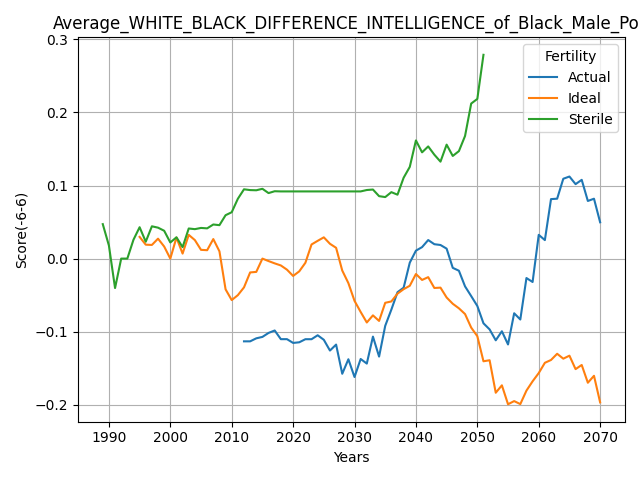 Average_WHITE_BLACK_DIFFERENCE_INTELLIGENCE_of_Black_Male_Po
0.3
0.2
0.1
0.0
−0.1
−0.2
Score(-6-6)
Fertility
Actual
Ideal
Sterile
1990 2000 2010 2020 2030 2040 2050 2060 2070
Years